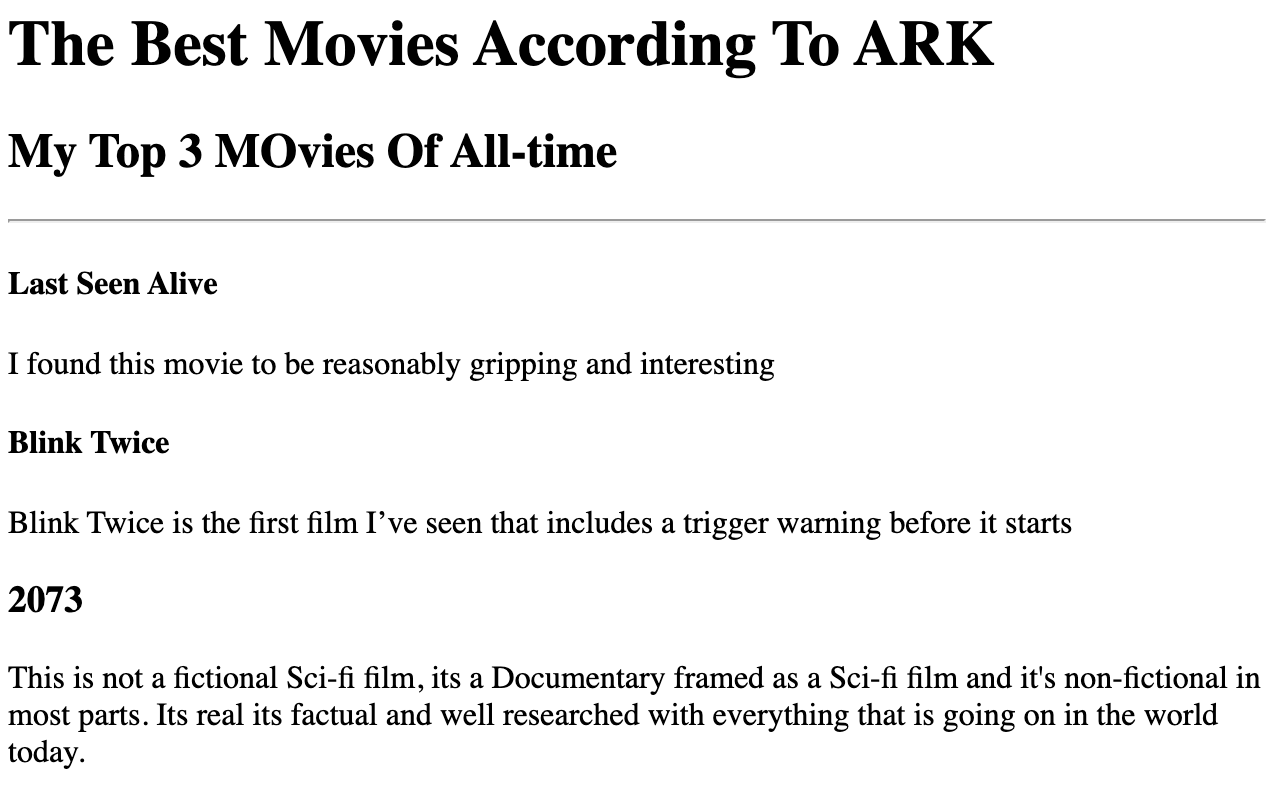 The Best Movies According To ARK
My Top 3 MOvies Of All-time
Last Seen Alive
I found this movie to be reasonably gripping and interesting
Blink Twice
Blink Twice is the first film I’ve seen that includes a trigger warning before it starts
2073
This is not a fictional Sci-fi film, its a Documentary framed as a Sci-fi film and it's non-fictional in
most parts. Its real its factual and well researched with everything that is going on in the world
today.